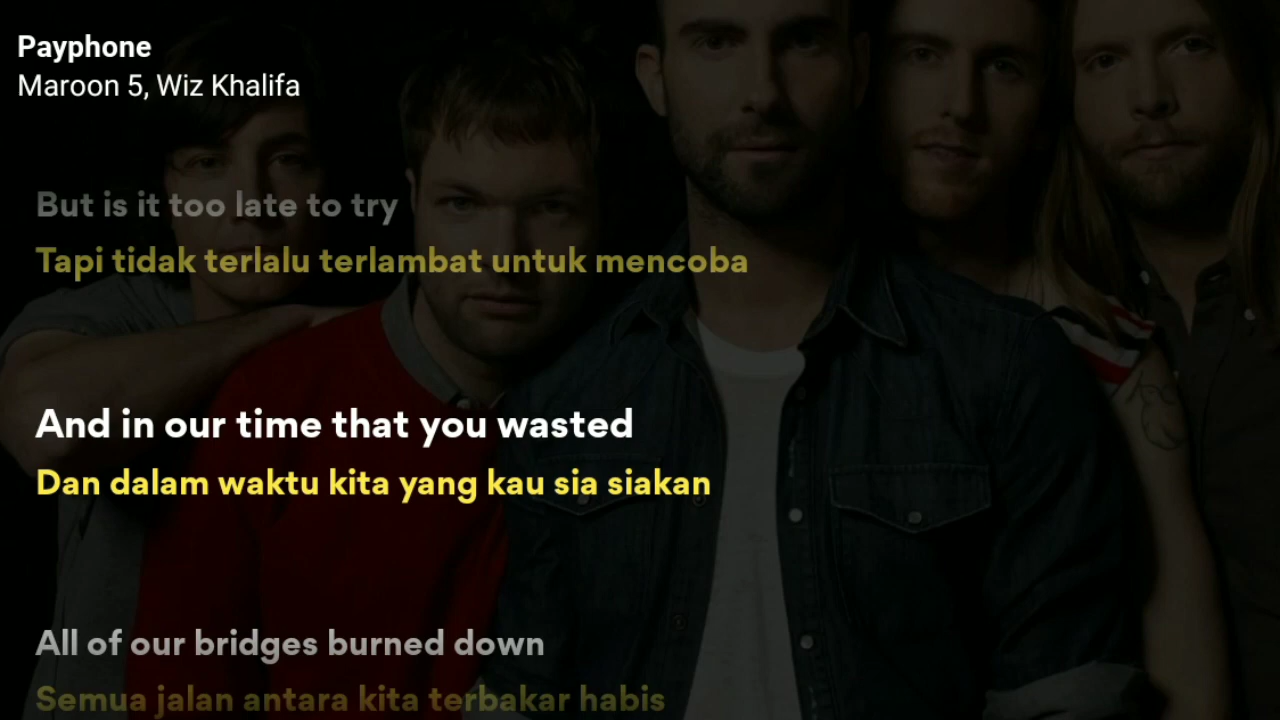 Payphone
Maroon 5, Wiz Khalifa
But is it too late to try
Tapi tidak terlalu terlambat untuk mencoba
And in our time that you wasted
Dan dalam waktu kita yang kau sia siakan
All of our bridges burned down
Semua jalan antara kita terbakar habis